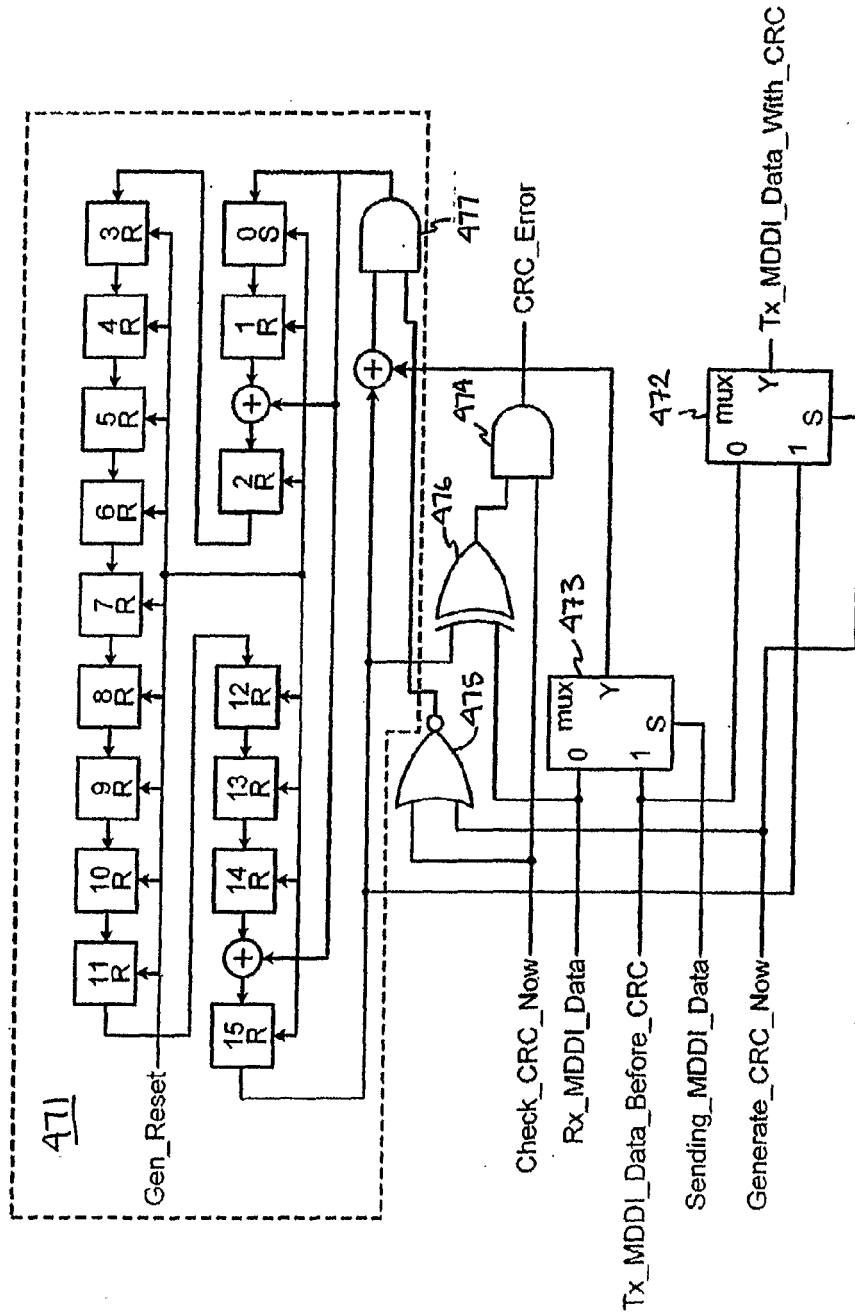 471
Gen_Reset
11 R
10 R
9 R
8 R
7 R
6 R
5 R
4 R
3 R
15 R
+
14 R
13 R
12 R
2 R
+
1 R
0 S
+
477
475
476
474
CRC_Error
Check_CRC_Now
Rx_MDDI_Data
Tx_MDDI_Data_Before_CRC
Sending_MDDI_Data
Generate_CRC_Now
473
mux
0
1
Y
S
472
mux
0
1
Y
S
Tx_MDDI_Data_With_CRC